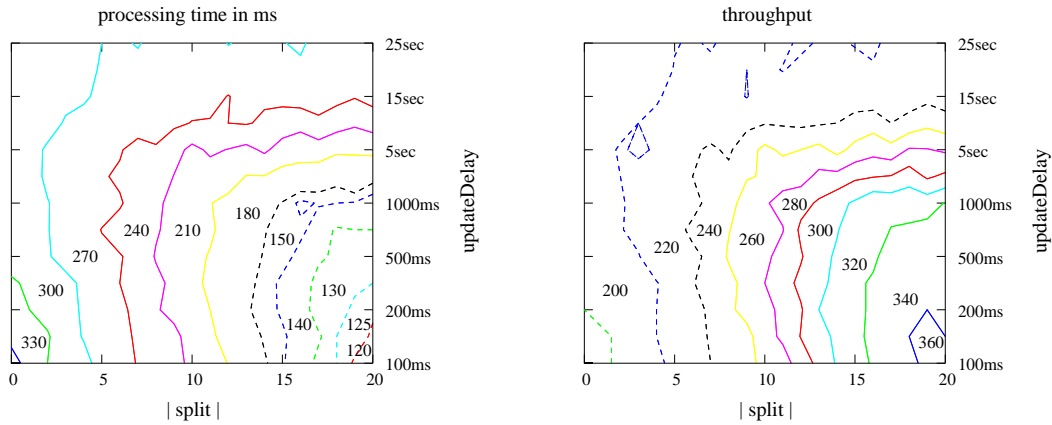 processing time in ms
25sec
15sec
5sec
1000ms
500ms
200ms
100ms
updateDelay
180
240
210
150
270
300
130
140
125
330
120
0
5
10
15
20
| split |
throughput
25sec
15sec
5sec
1000ms
500ms
200ms
100ms
updateDelay
280
240
300
220
260
320
200
340
360
0
5
10
15
20
| split |